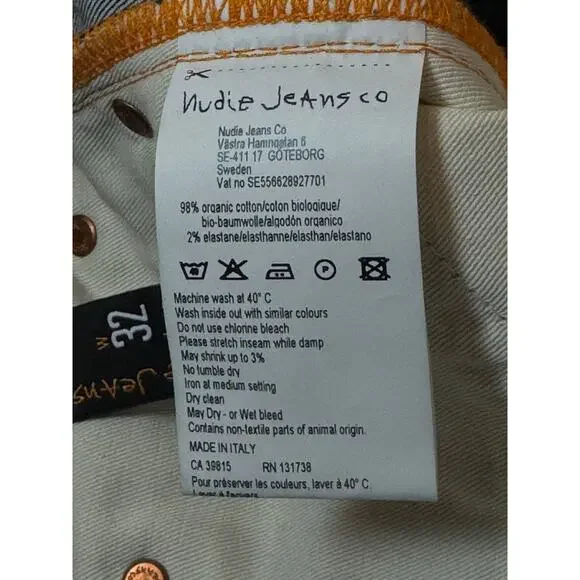 Nudie Jeans co
Nudie Jeans Co
Västra Hamngatan 6
SE-411 17 GÖTEBORG
Sweden
Vat no SE556628927701
98% organic cotton/coton biologique/
bio-baumwolle/algodón organico
2% elastane/elasthanne/elasthan/elastano
Machine wash at 40° C
Wash inside out with similar colours
Do not use chlorine bleach
Please stretch inseam while damp
May shrink up to 3%
No tumble dry
Iron at medium setting
Dry clean
May Dry- or Wet bleed
Contains non-textile parts of animal origin.
MADE IN ITALY
CA 39815 RN 131738
Pour préserver les couleurs, laver à 40° C.
Laver à l'envers
W 32
Jeans